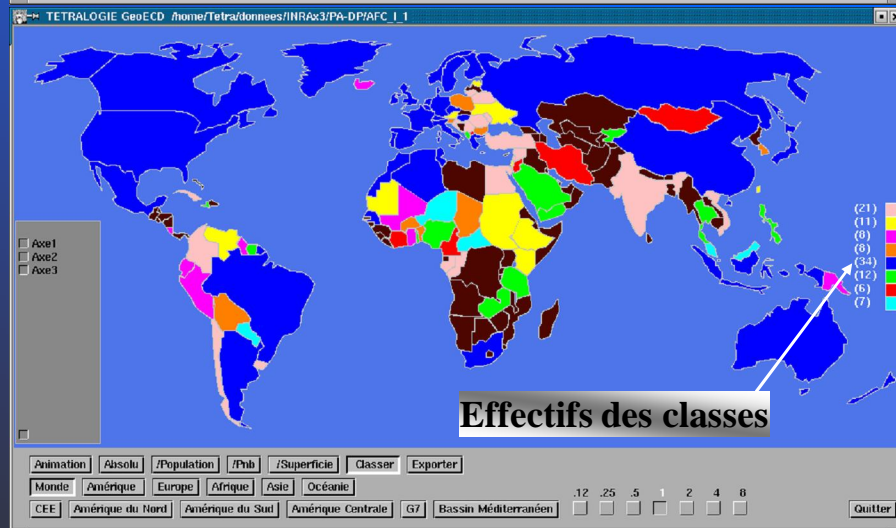 TETRALOGIE GeoECD /home/Tetra/donnees/INRAx3/PA-DP/AFC_I_1
Axe1
Axe2
Axe3
(21)
(11)
(8)
(8)
(34)
(12)
(6)
(7)
Effectifs des classes
Animation Absolu /Population /Pnb /Superficie Classer Exporter
Monde Amérique Europe Afrique Asie Océanie
.12 .25 .5 1 2 4 8
CEE Amérique du Nord Amérique du Sud Amérique Centrale G7 Bassin Méditerranéen Quitter